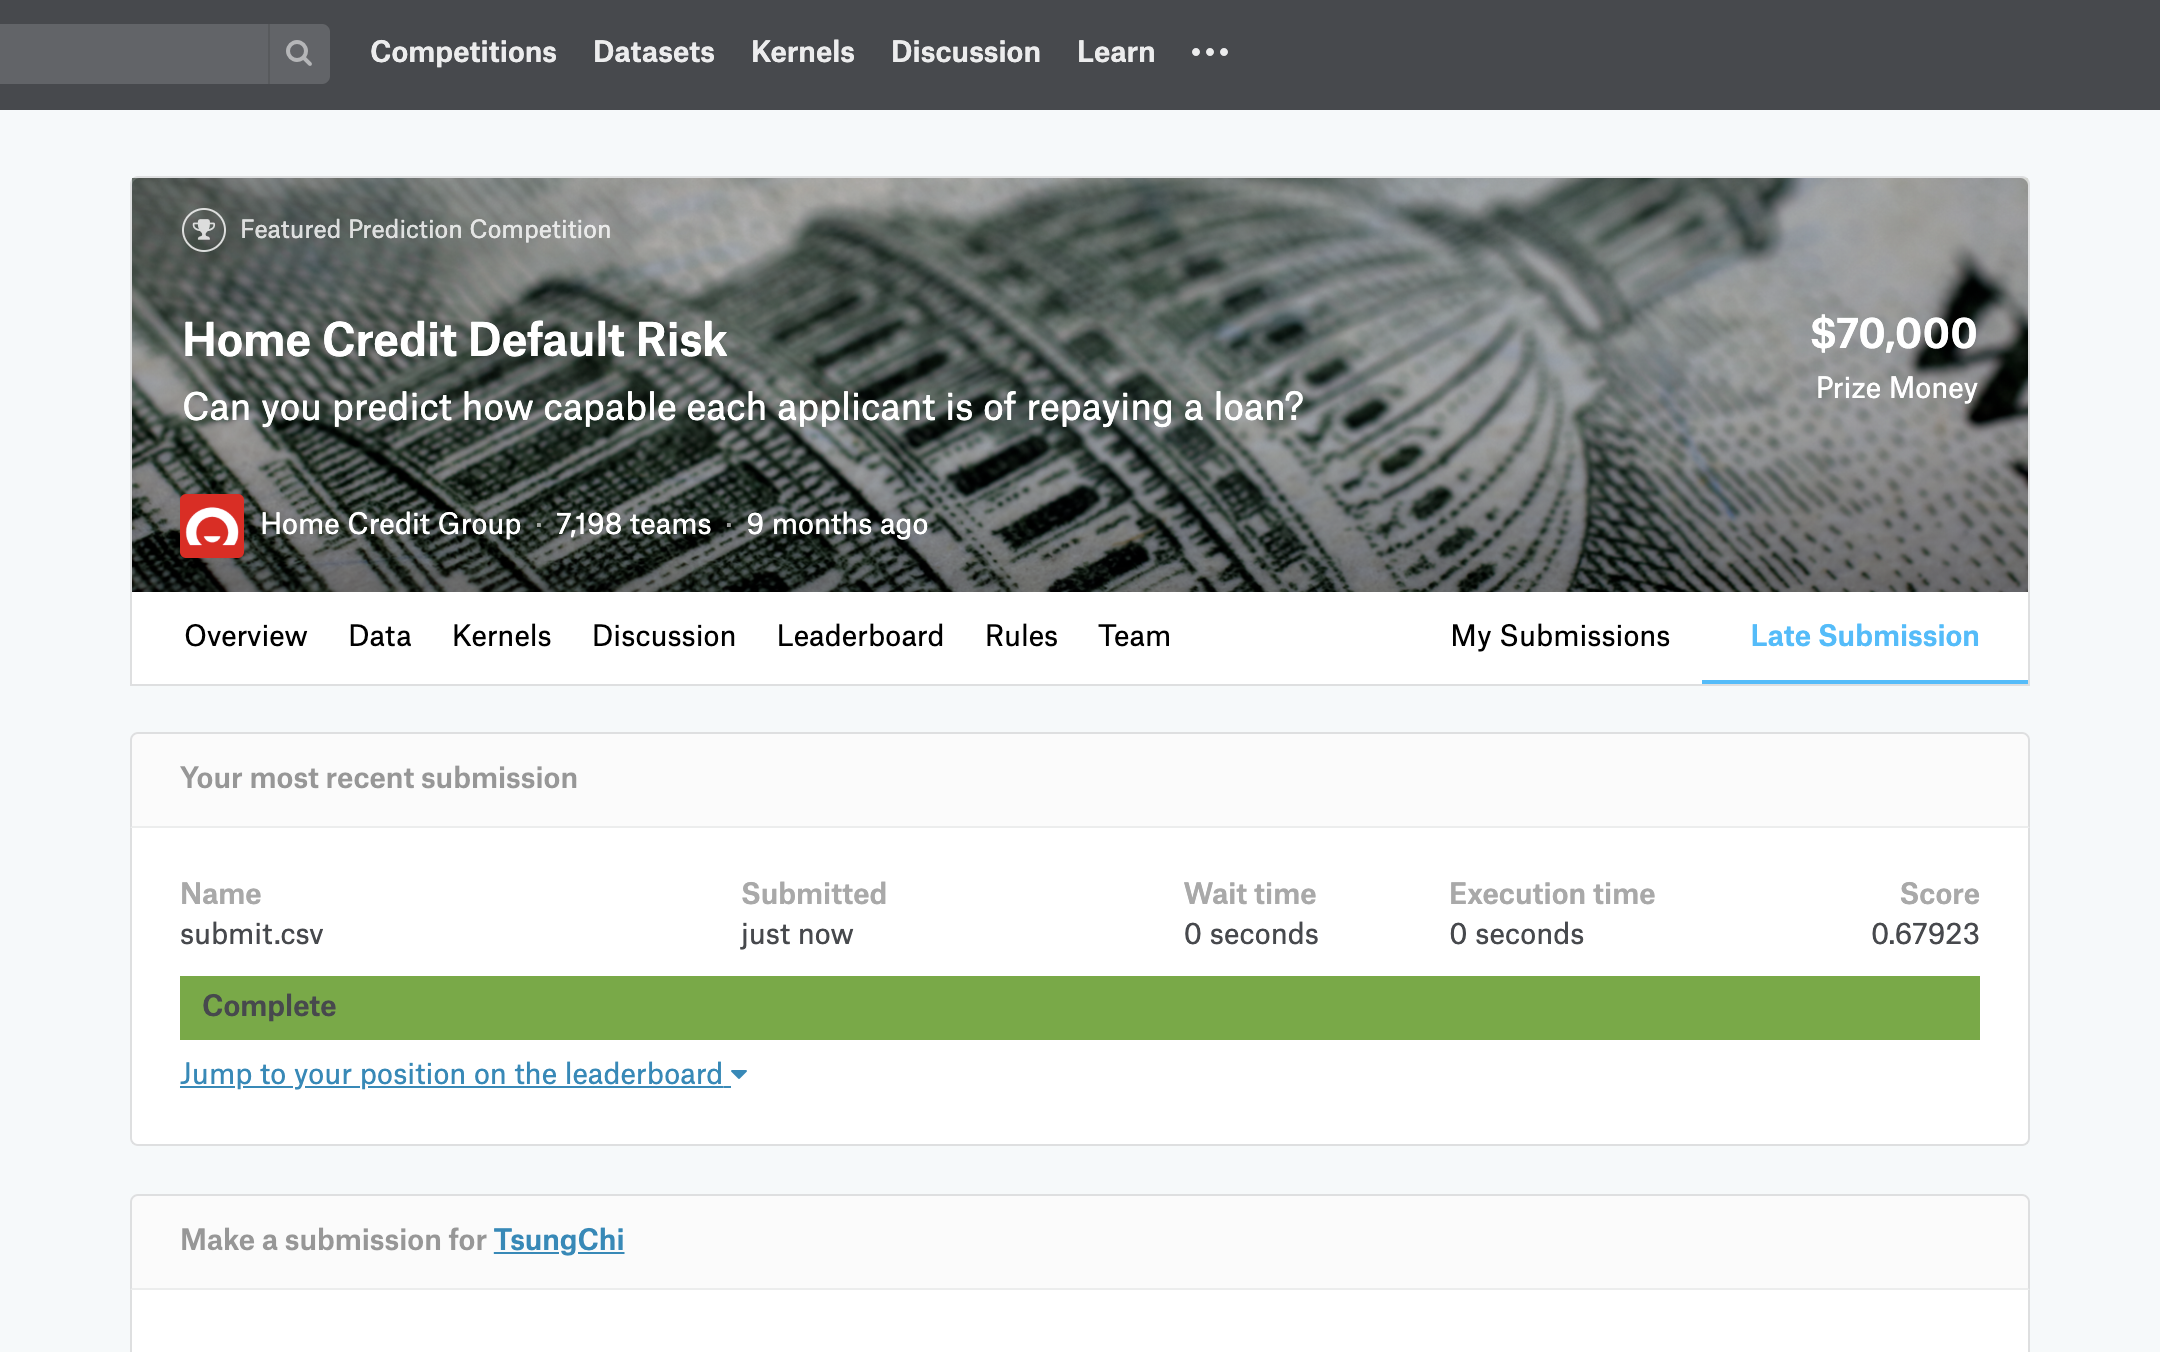 Competitions Datasets Kernels Discussion Learn •••
Featured Prediction Competition
Home Credit Default Risk
Can you predict how capable each applicant is of repaying a loan?
$70,000
Prize Money
Home Credit Group · 7,198 teams · 9 months ago
Overview Data Kernels Discussion Leaderboard Rules Team My Submissions Late Submission
Your most recent submission
Name Submitted Wait time Execution time Score
submit.csv just now 0 seconds 0 seconds 0.67923
Complete
Jump to your position on the leaderboard
Make a submission for TsungChi